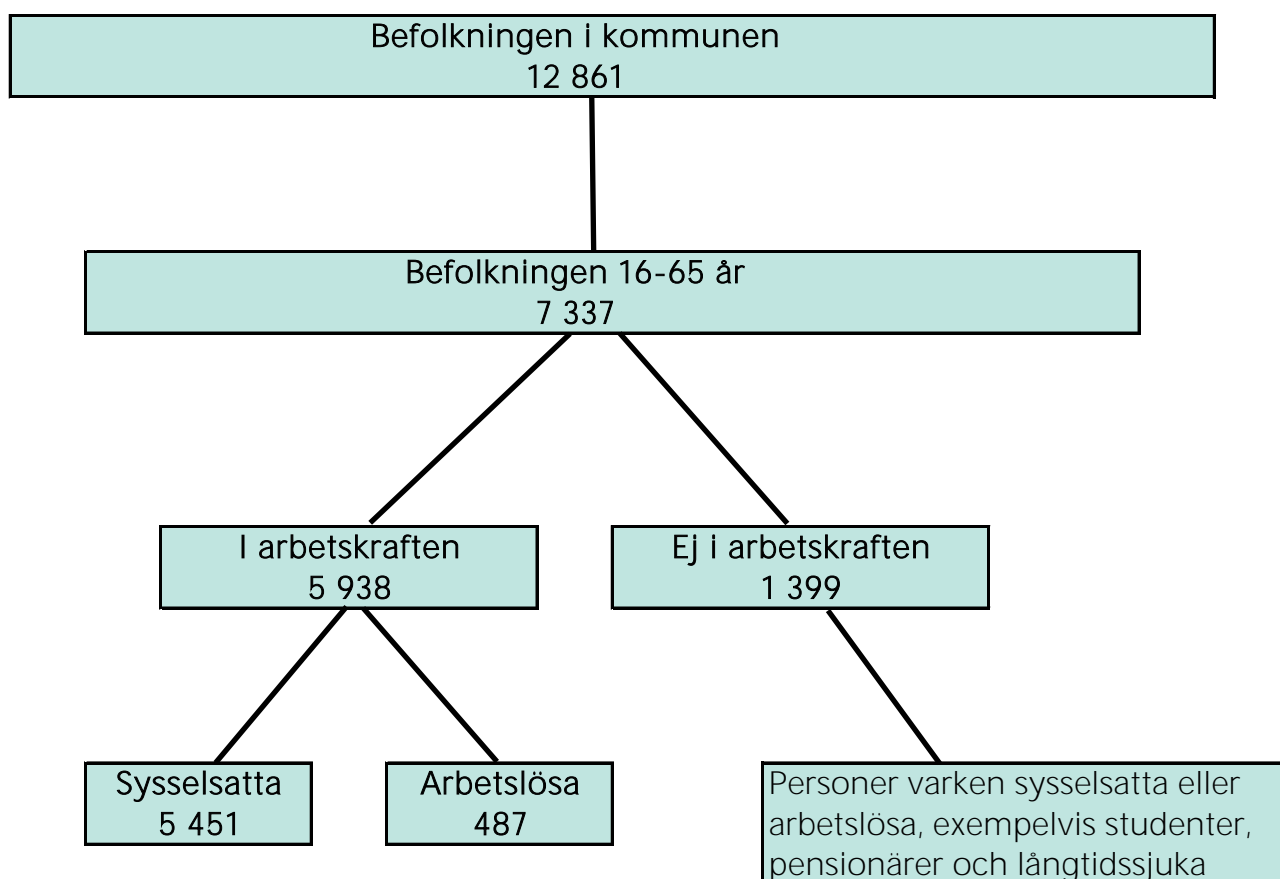 Befolkningen i kommunen
12 861
Befolkningen 16-65 år
7 337
I arbetskraften
5 938
Ej i arbetskraften
1 399
Sysselsatta
5 451
Arbetslösa
487
Personer varken sysselsatta eller
arbetslösa, exempelvis studenter,
pensionärer och långtidssjuka